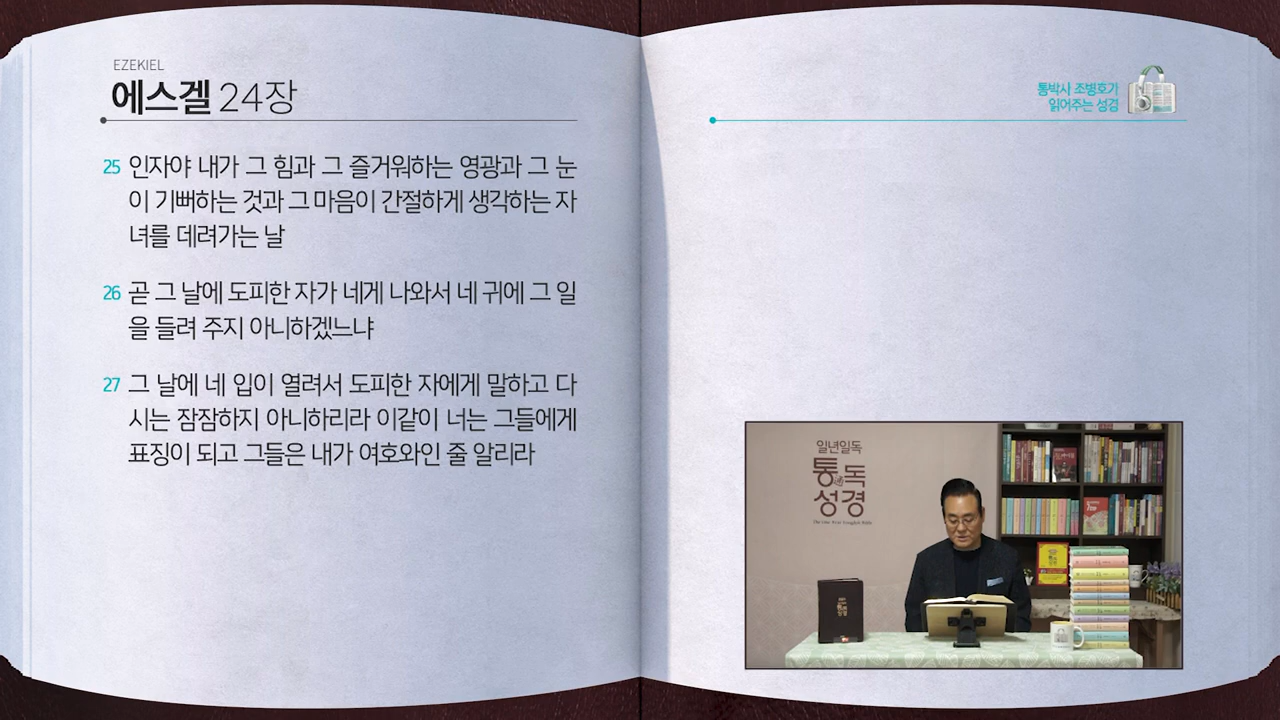 EZEKIEL
에스겔 24장
25 인자야 내가 그 힘과 그 즐거워하는 영광과 그 눈
이 기뻐하는 것과 그 마음이 간절하게 생각하는 자
녀를 데려가는 날
26 곧 그 날에 도피한 자가 네게 나와서 네 귀에 그 일
을 들려 주지 아니하겠느냐
27 그 날에 네 입이 열려서 도피한 자에게 말하고 다
시는 잠잠하지 아니하리라 이같이 너는 그들에게
표징이 되고 그들은 내가 여호와인 줄 알리라
통박사 조병호가
읽어주는 성경
일년일독
통독
성경